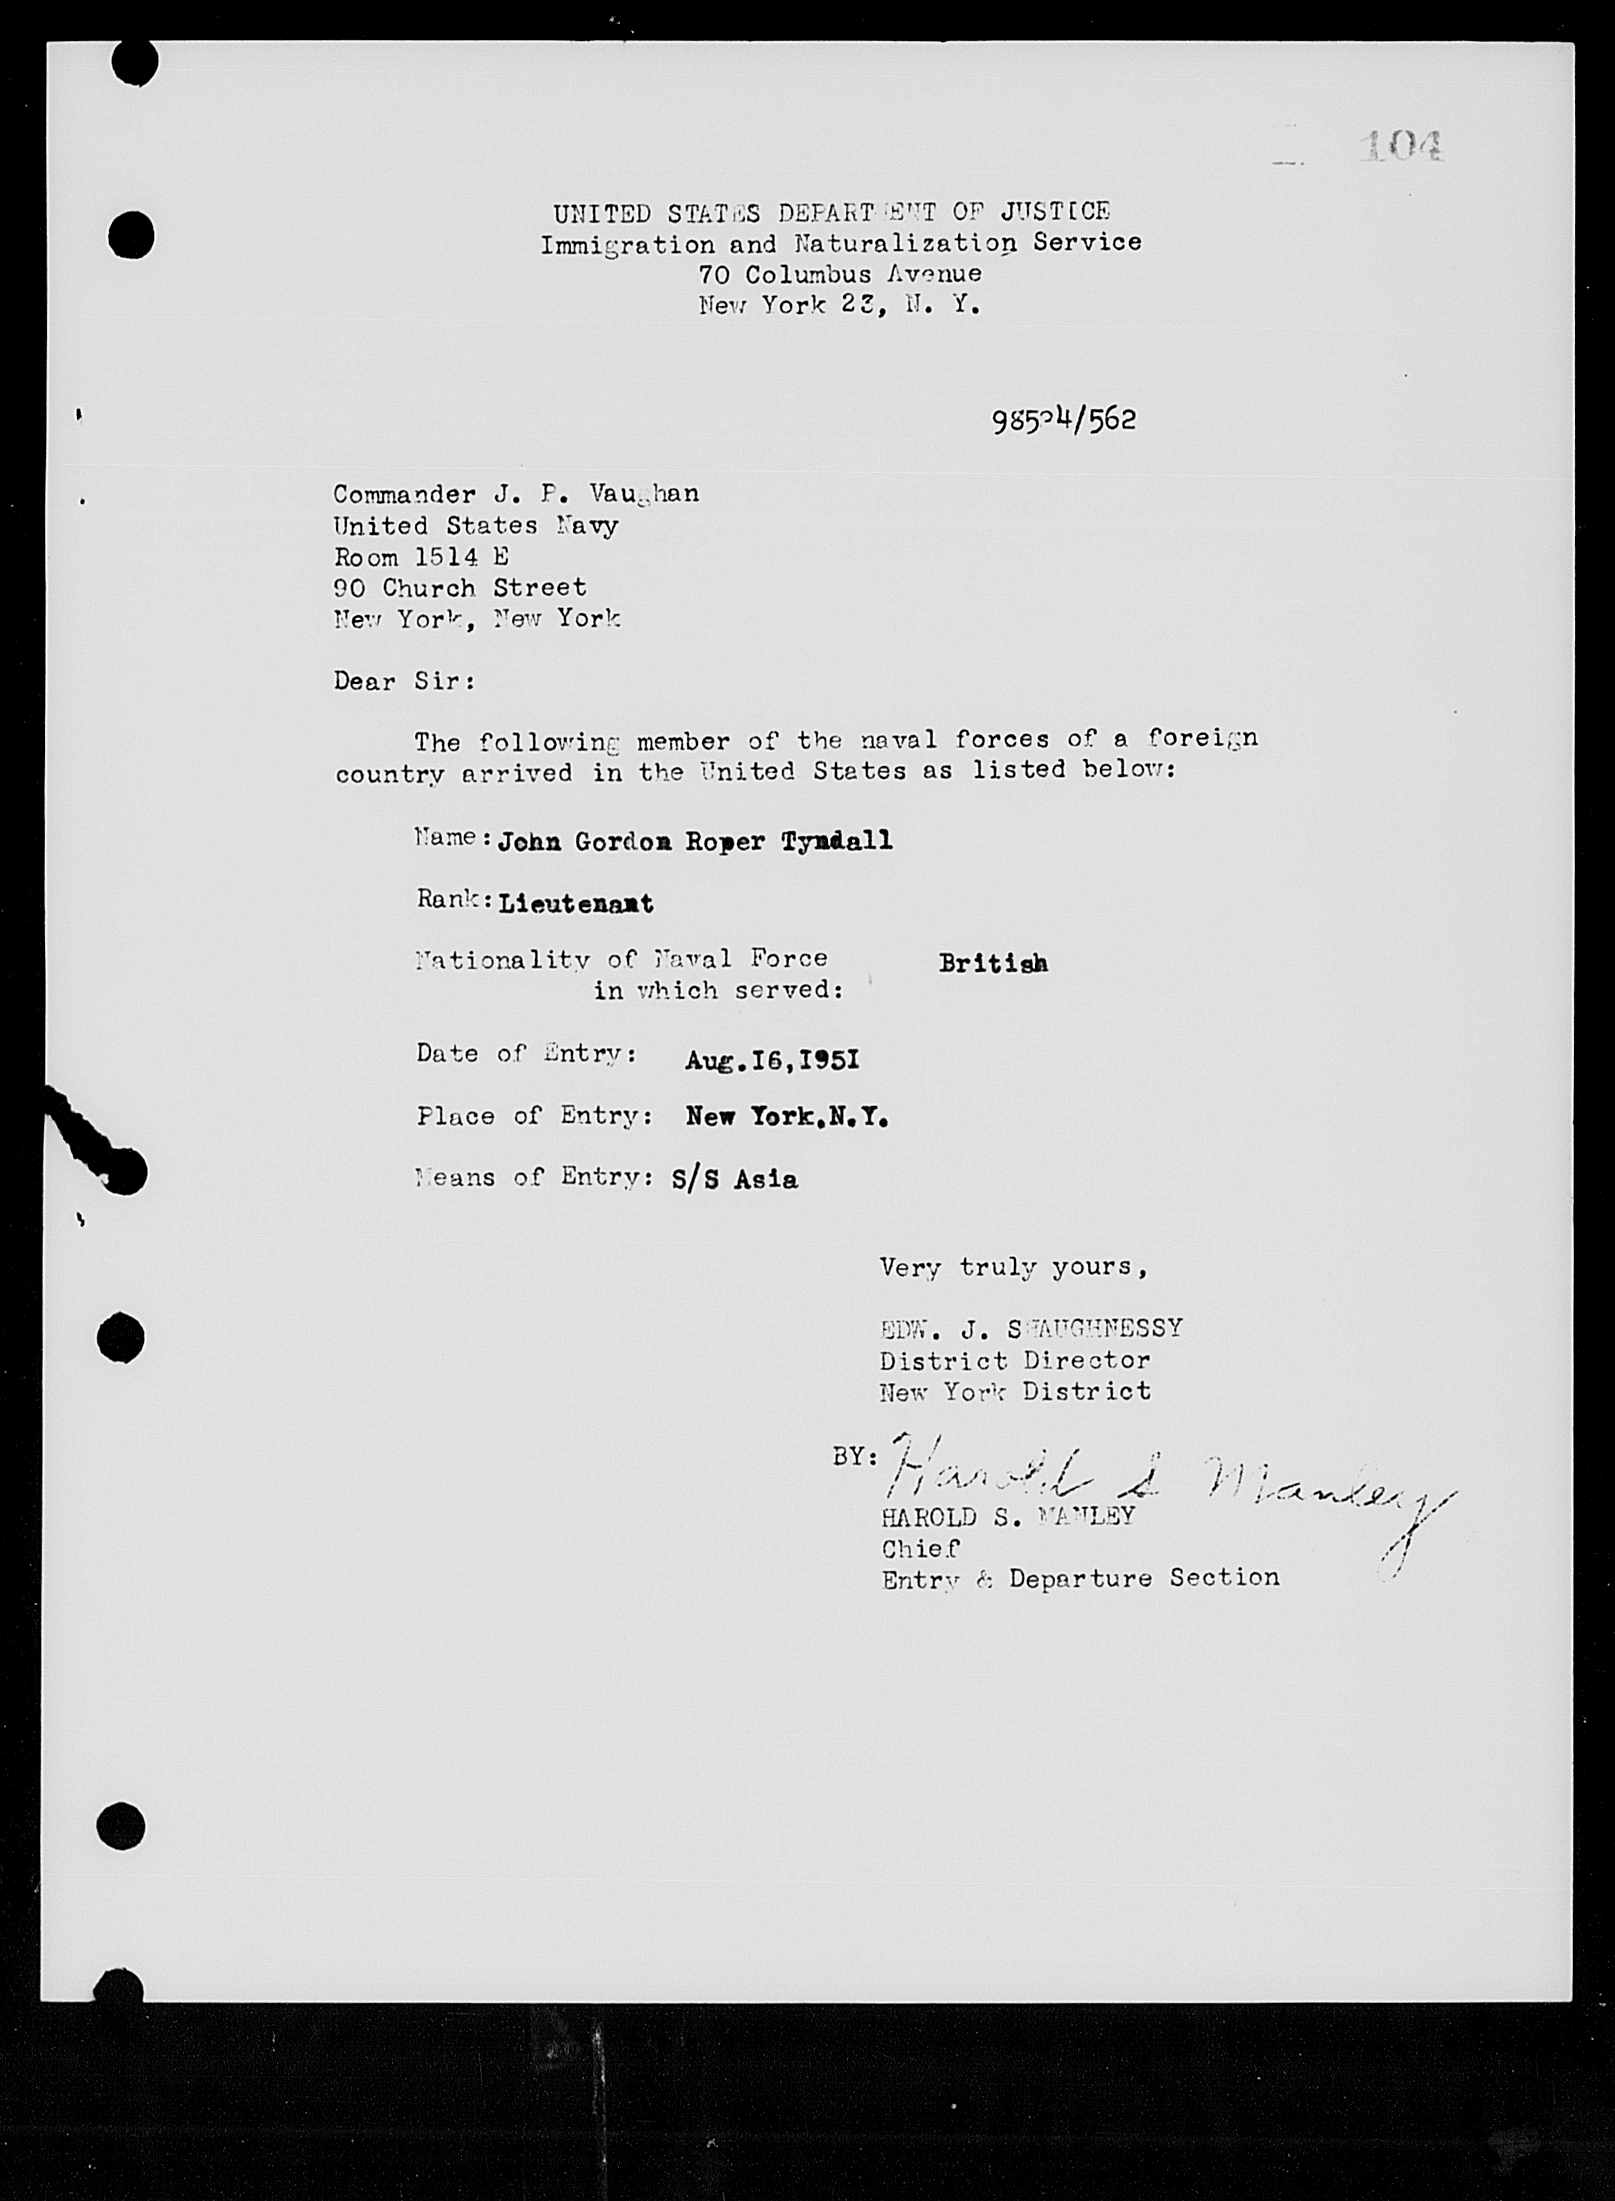 104
UNITED STATES DEPARTMENT OF JUSTICE
Immigration and Naturalization Service
70 Columbus Avenue
New York 23, N. Y.
98504/562
Commander J. P. Vaughan
United States Navy
Room 1514 E
90 Church Street
New York, New York
Dear Sir:
The following member of the naval forces of a foreign
country arrived in the United States as listed below:
Name: John Gordon Roper Tyndall
Rank: Lieutenant
Nationality of Naval Force British
in which served:
Date of Entry: Aug.I6,I95I
Place of Entry: New York.N.Y.
Means of Entry: S/S Asia
Very truly yours,
EDW. J. SHAUGHNESSY
District Director
New York District
BY: Harold S Manley
HAROLD S. MANLEY
Chief
Entry & Departure Section